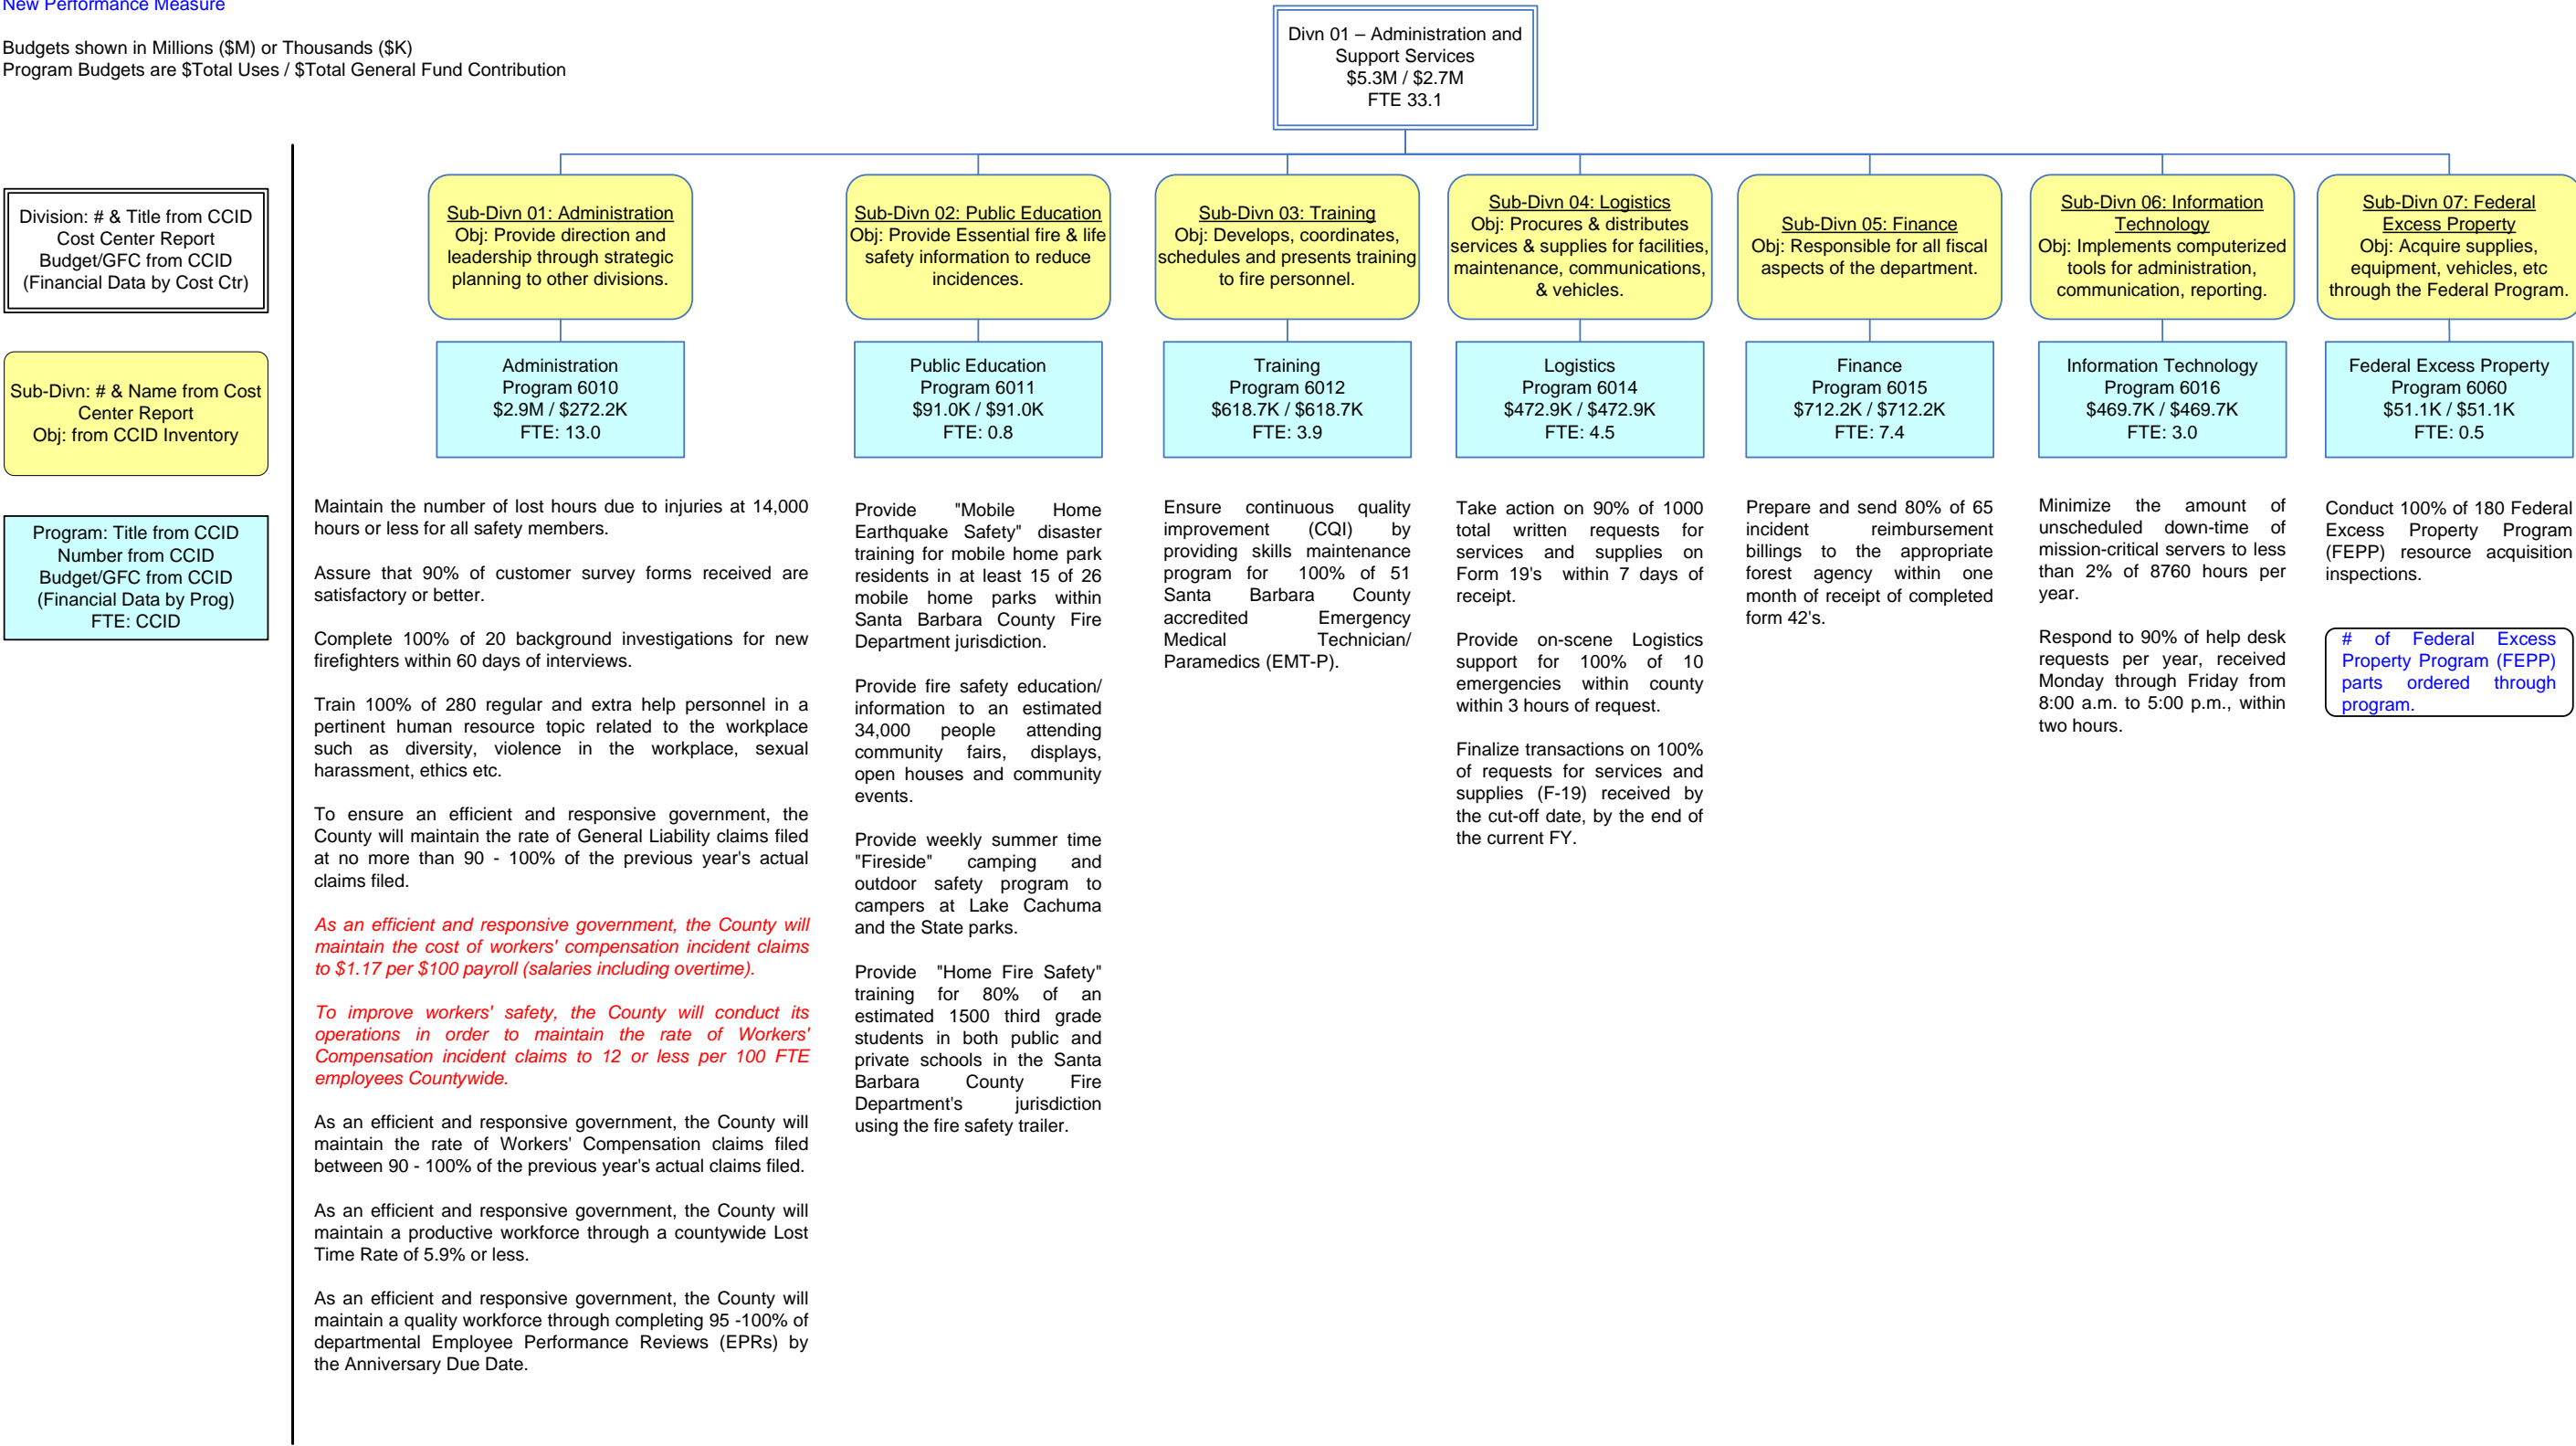 New Performance Measure
Budgets shown in Millions ($M) or Thousands ($K)
Program Budgets are $Total Uses / $Total General Fund Contribution
Divn 01 – Administration and
Support Services
$5.3M / $2.7M
FTE 33.1
Division: # & Title from CCID
Cost Center Report
Budget/GFC from CCID
(Financial Data by Cost Ctr)
Sub-Divn: # & Name from Cost
Center Report
Obj: from CCID Inventory
Program: Title from CCID
Number from CCID
Budget/GFC from CCID
(Financial Data by Prog)
FTE: CCID
Sub-Divn 01: Administration
Obj: Provide direction and
leadership through strategic
planning to other divisions.
Administration
Program 6010
$2.9M / $272.2K
FTE: 13.0
Maintain the number of lost hours due to injuries at 14,000
hours or less for all safety members.
Assure that 90% of customer survey forms received are
satisfactory or better.
Complete 100% of 20 background investigations for new
firefighters within 60 days of interviews.
Train 100% of 280 regular and extra help personnel in a
pertinent human resource topic related to the workplace
such as diversity, violence in the workplace, sexual
harassment, ethics etc.
To ensure an efficient and responsive government, the
County will maintain the rate of General Liability claims filed
at no more than 90 - 100% of the previous year's actual
claims filed.
As an efficient and responsive government, the County will
maintain the cost of workers' compensation incident claims
to $1.17 per $100 payroll (salaries including overtime).
To improve workers' safety, the County will conduct its
operations in order to maintain the rate of Workers'
Compensation incident claims to 12 or less per 100 FTE
employees Countywide.
As an efficient and responsive government, the County will
maintain the rate of Workers' Compensation claims filed
between 90 - 100% of the previous year's actual claims filed.
As an efficient and responsive government, the County will
maintain a productive workforce through a countywide Lost
Time Rate of 5.9% or less.
As an efficient and responsive government, the County will
maintain a quality workforce through completing 95 -100% of
departmental Employee Performance Reviews (EPRs) by
the Anniversary Due Date.
Sub-Divn 02: Public Education
Obj: Provide Essential fire & life
safety information to reduce
incidences.
Public Education
Program 6011
$91.0K / $91.0K
FTE: 0.8
Provide "Mobile Home
Earthquake Safety" disaster
training for mobile home park
residents in at least 15 of 26
mobile home parks within
Santa Barbara County Fire
Department jurisdiction.
Provide fire safety education/
information to an estimated
34,000 people attending
community fairs, displays,
open houses and community
events.
Provide weekly summer time
"Fireside" camping and
outdoor safety program to
campers at Lake Cachuma
and the State parks.
Provide "Home Fire Safety"
training for 80% of an
estimated 1500 third grade
students in both public and
private schools in the Santa
Barbara County Fire
Department's jurisdiction
using the fire safety trailer.
Sub-Divn 03: Training
Obj: Develops, coordinates,
schedules and presents training
to fire personnel.
Training
Program 6012
$618.7K / $618.7K
FTE: 3.9
Ensure continuous quality
improvement (CQI) by
providing skills maintenance
program for 100% of 51
Santa Barbara County
accredited Emergency
Medical Technician/
Paramedics (EMT-P).
Sub-Divn 04: Logistics
Obj: Procures & distributes
services & supplies for facilities,
maintenance, communications,
& vehicles.
Logistics
Program 6014
$472.9K / $472.9K
FTE: 4.5
Take action on 90% of 1000
total written requests for
services and supplies on
Form 19's within 7 days of
receipt.
Provide on-scene Logistics
support for 100% of 10
emergencies within county
within 3 hours of request.
Finalize transactions on 100%
of requests for services and
supplies (F-19) received by
the cut-off date, by the end of
the current FY.
Sub-Divn 05: Finance
Obj: Responsible for all fiscal
aspects of the department.
Finance
Program 6015
$712.2K / $712.2K
FTE: 7.4
Prepare and send 80% of 65
incident reimbursement
billings to the appropriate
forest agency within one
month of receipt of completed
form 42's.
Sub-Divn 06: Information
Technology
Obj: Implements computerized
tools for administration,
communication, reporting.
Information Technology
Program 6016
$469.7K / $469.7K
FTE: 3.0
Minimize the amount of
unscheduled down-time of
mission-critical servers to less
than 2% of 8760 hours per
year.
Respond to 90% of help desk
requests per year, received
Monday through Friday from
8:00 a.m. to 5:00 p.m., within
two hours.
Sub-Divn 07: Federal
Excess Property
Obj: Acquire supplies,
equipment, vehicles, etc
through the Federal Program.
Federal Excess Property
Program 6060
$51.1K / $51.1K
FTE: 0.5
Conduct 100% of 180 Federal
Excess Property Program
(FEPP) resource acquisition
inspections.
# of Federal Excess
Property Program (FEPP)
parts ordered through
program.